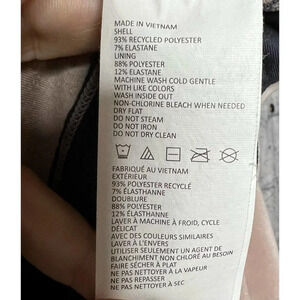 MADE IN VIETNAM
SHELL
93% RECYCLED POLYESTER
7% ELASTANE
LINING
88% POLYESTER
12% ELASTANE
MACHINE WASH COLD GENTLE
WITH LIKE COLORS
WASH INSIDE OUT
NON-CHLORINE BLEACH WHEN NEEDED
DRY FLAT
DO NOT STEAM
DO NOT IRON
DO NOT DRY CLEAN
FABRIQUÉ AU VIETNAM
EXTÉRIEUR
93% POLYESTER RECYCLÉ
7% ÉLASTHANNE
DOUBLURE
88% POLYESTER
12% ÉLASTHANNE
LAVER À MACHINE À FROID, CYCLE
DÉLICAT
AVEC DES COULEURS SIMILAIRES
LAVER À L'ENVERS
UTILISER SEULEMENT UN AGENT DE
BLANCHIMENT NON CHLORÉ AU BESOIN
FAIRE SÉCHER À PLAT
NE PAS NETTOYER À LA VAPEUR
NE PAS REPASSER
NE PAS NETTOYER À SEC